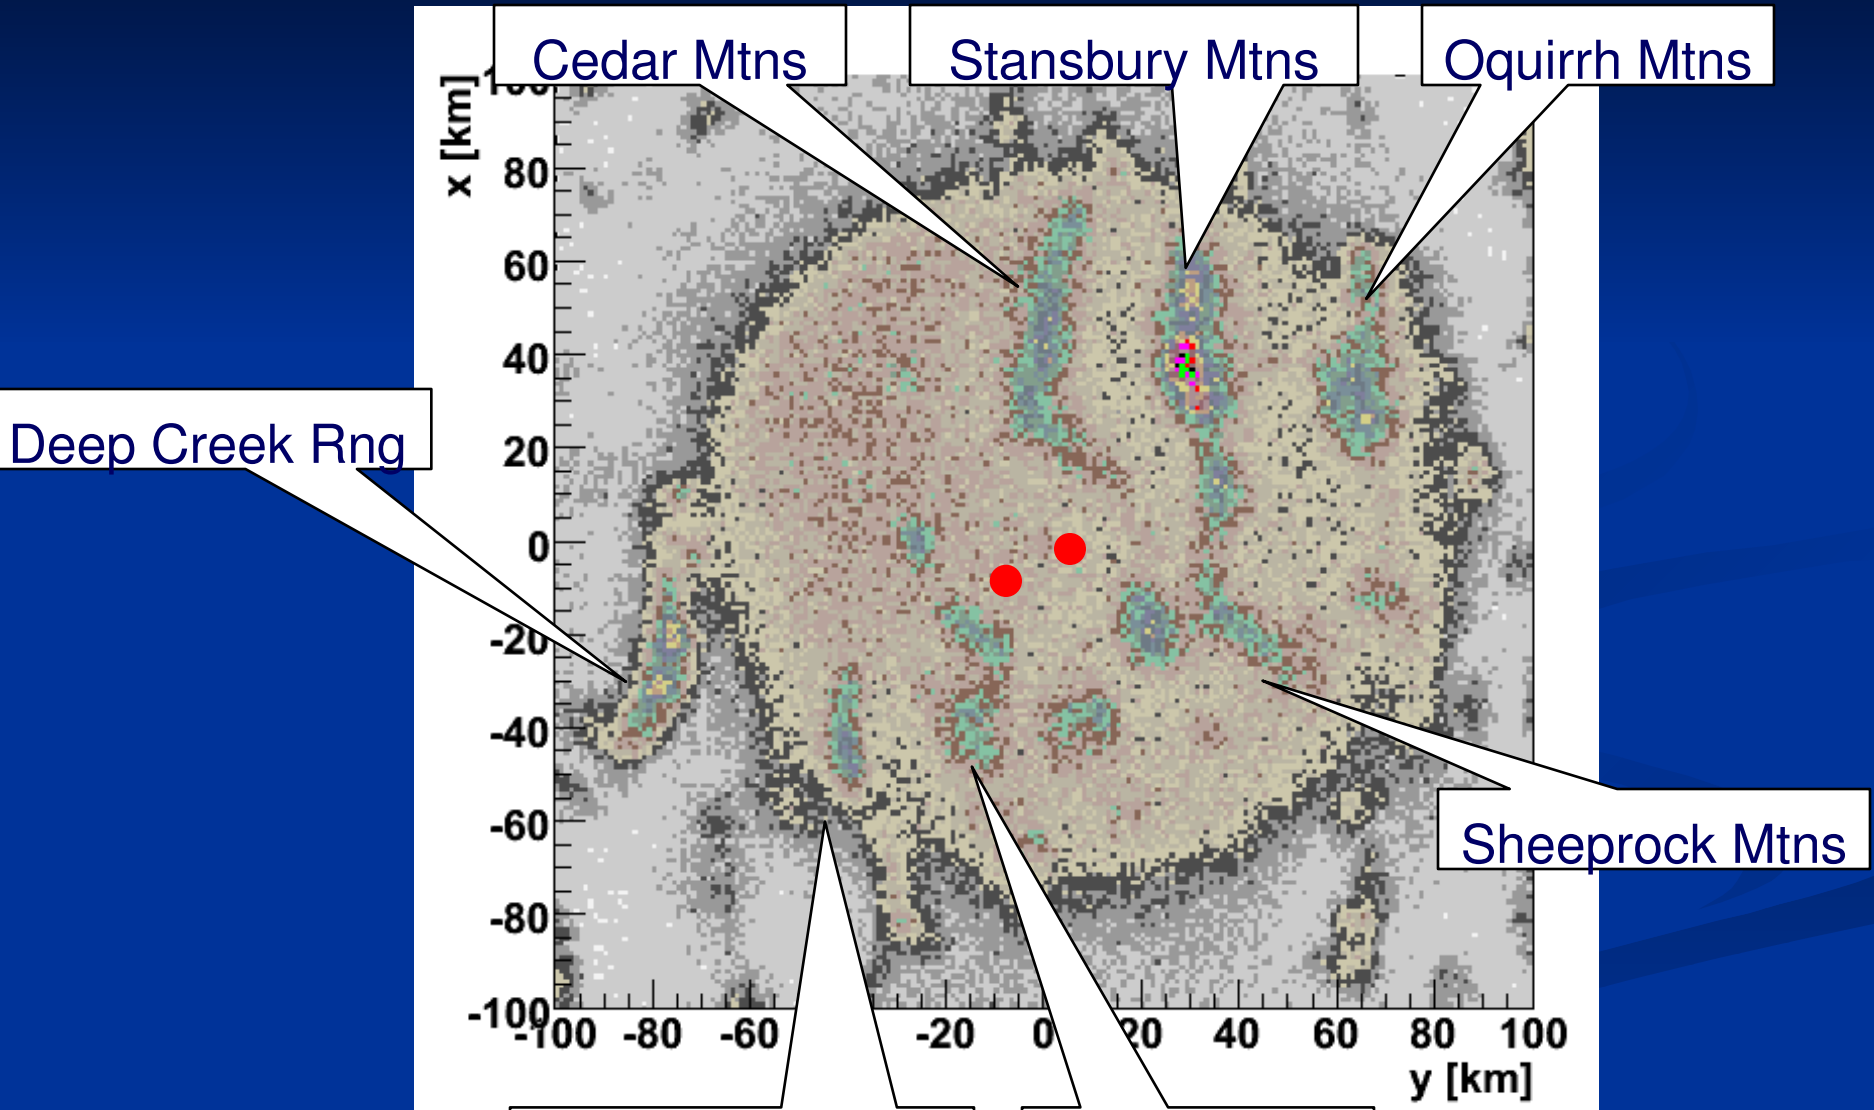 Cedar Mtns
Stansbury Mtns
Oquirrh Mtns
x [km]
100
80
60
40
Deep Creek Rng
20
0
-20
-40
-60
Sheeprock Mtns
-80
-100
-100 -80 -60 -20 0 20 40 60 80 100
y [km]